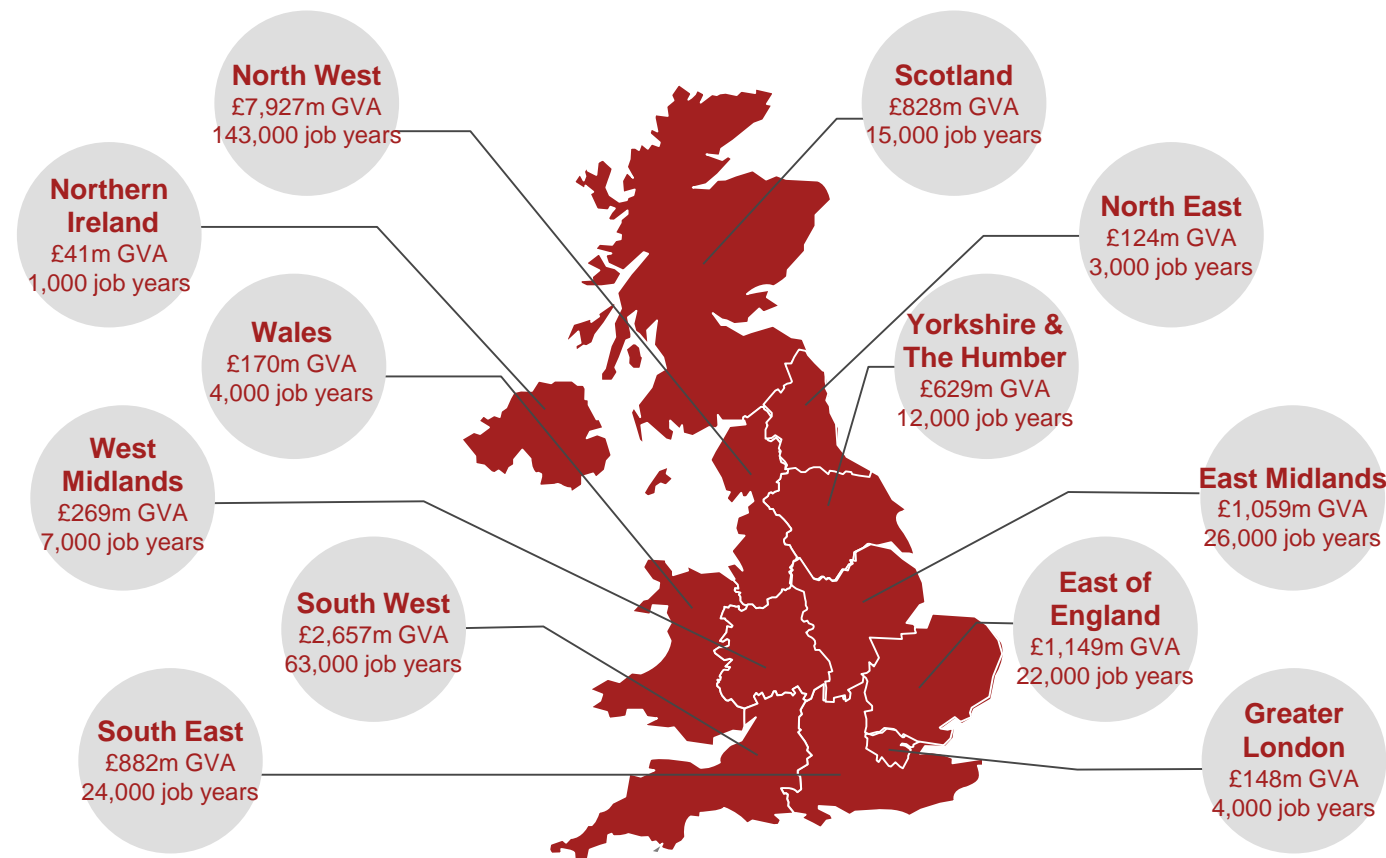 North West
£7,927m GVA
143,000 job years
Scotland
£828m GVA
15,000 job years
Northern
Ireland
£41m GVA
1,000 job years
North East
£124m GVA
3,000 job years
Wales
£170m GVA
4,000 job years
Yorkshire &
The Humber
£629m GVA
12,000 job years
West
Midlands
£269m GVA
7,000 job years
East Midlands
£1,059m GVA
26,000 job years
South West
£2,657m GVA
63,000 job years
East of
England
£1,149m GVA
22,000 job years
South East
£882m GVA
24,000 job years
Greater
London
£148m GVA
4,000 job years